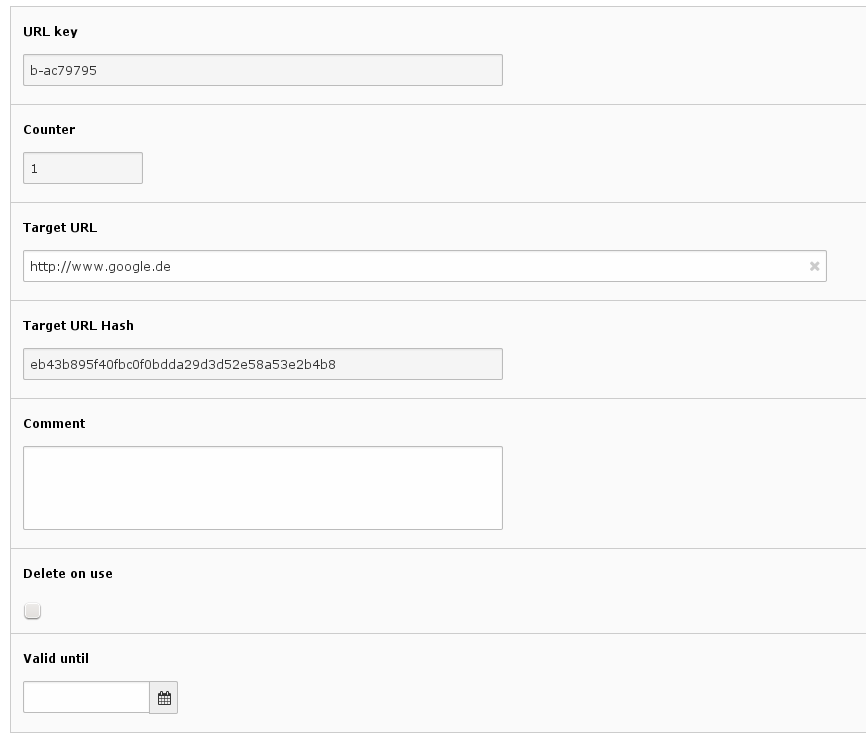 URL key
b-ac79795
Counter
1
Target URL
http://www.google.de
Target URL Hash
eb43b895f40fbc0f0bdda29d3d52e58a53e2b4b8
Comment
Delete on use
Valid until